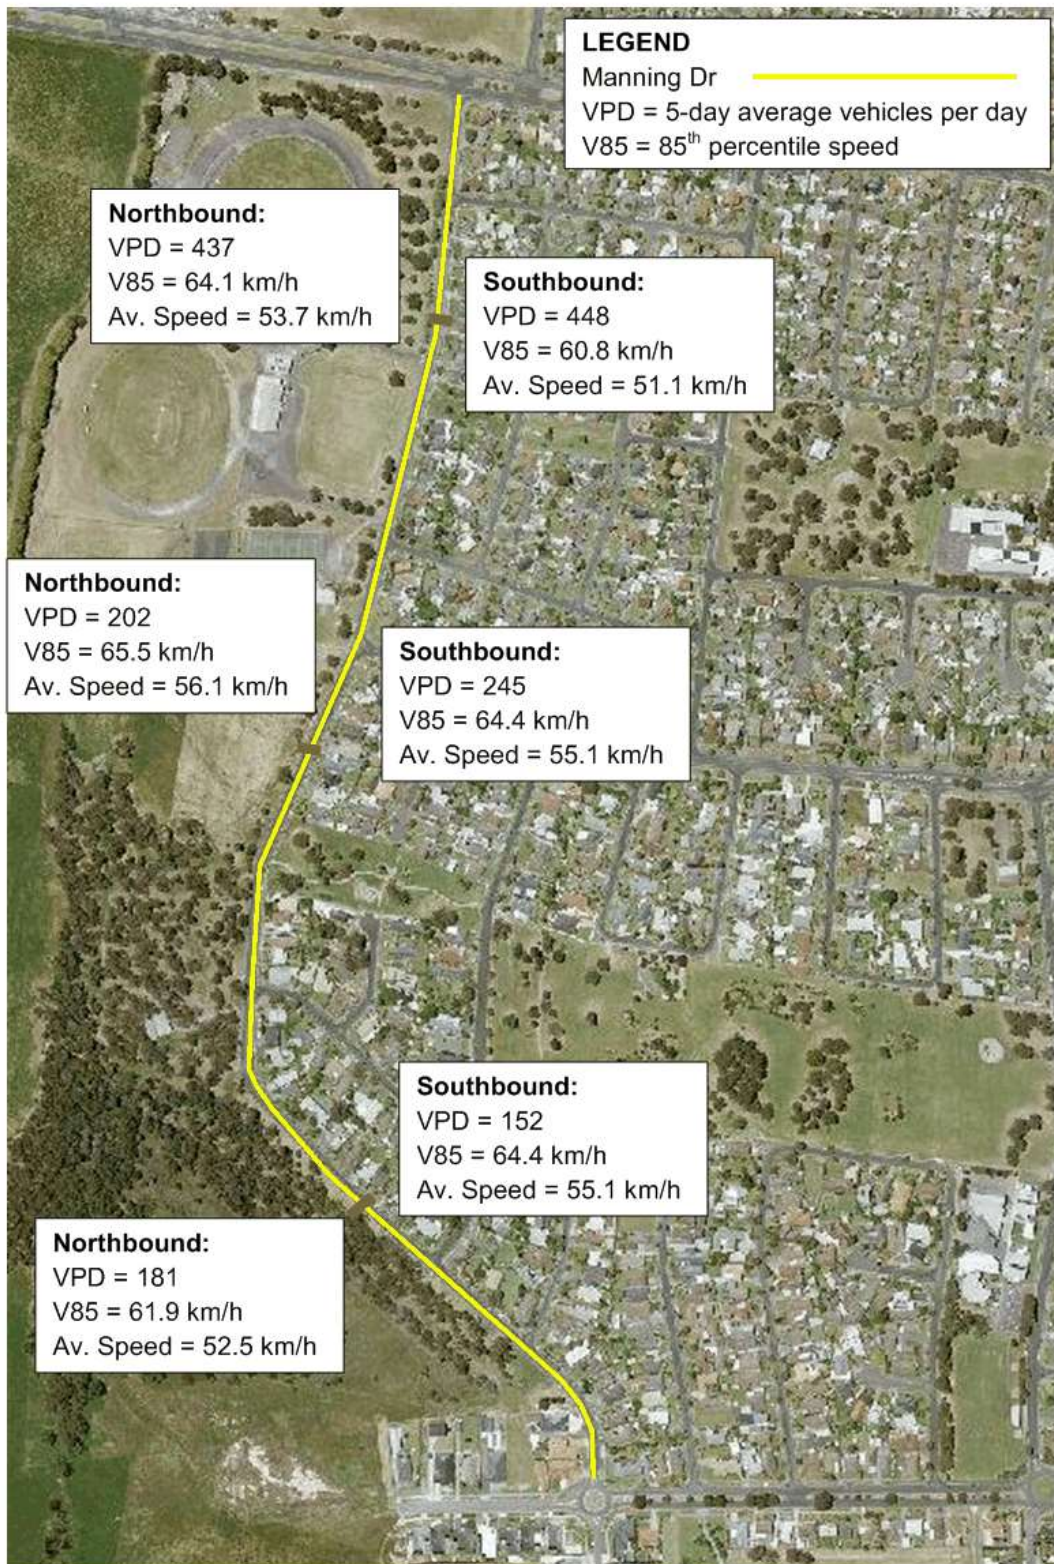 LEGEND
Manning Dr
VPD = 5-day average vehicles per day
V85 = 85th percentile speed
Northbound:
VPD = 437
V85 = 64.1 km/h
Av. Speed = 53.7 km/h
Southbound:
VPD = 448
V85 = 60.8 km/h
Av. Speed = 51.1 km/h
Northbound:
VPD = 202
V85 = 65.5 km/h
Av. Speed = 56.1 km/h
Southbound:
VPD = 245
V85 = 64.4 km/h
Av. Speed = 55.1 km/h
Southbound:
VPD = 152
V85 = 64.4 km/h
Av. Speed = 55.1 km/h
Northbound:
VPD = 181
V85 = 61.9 km/h
Av. Speed = 52.5 km/h